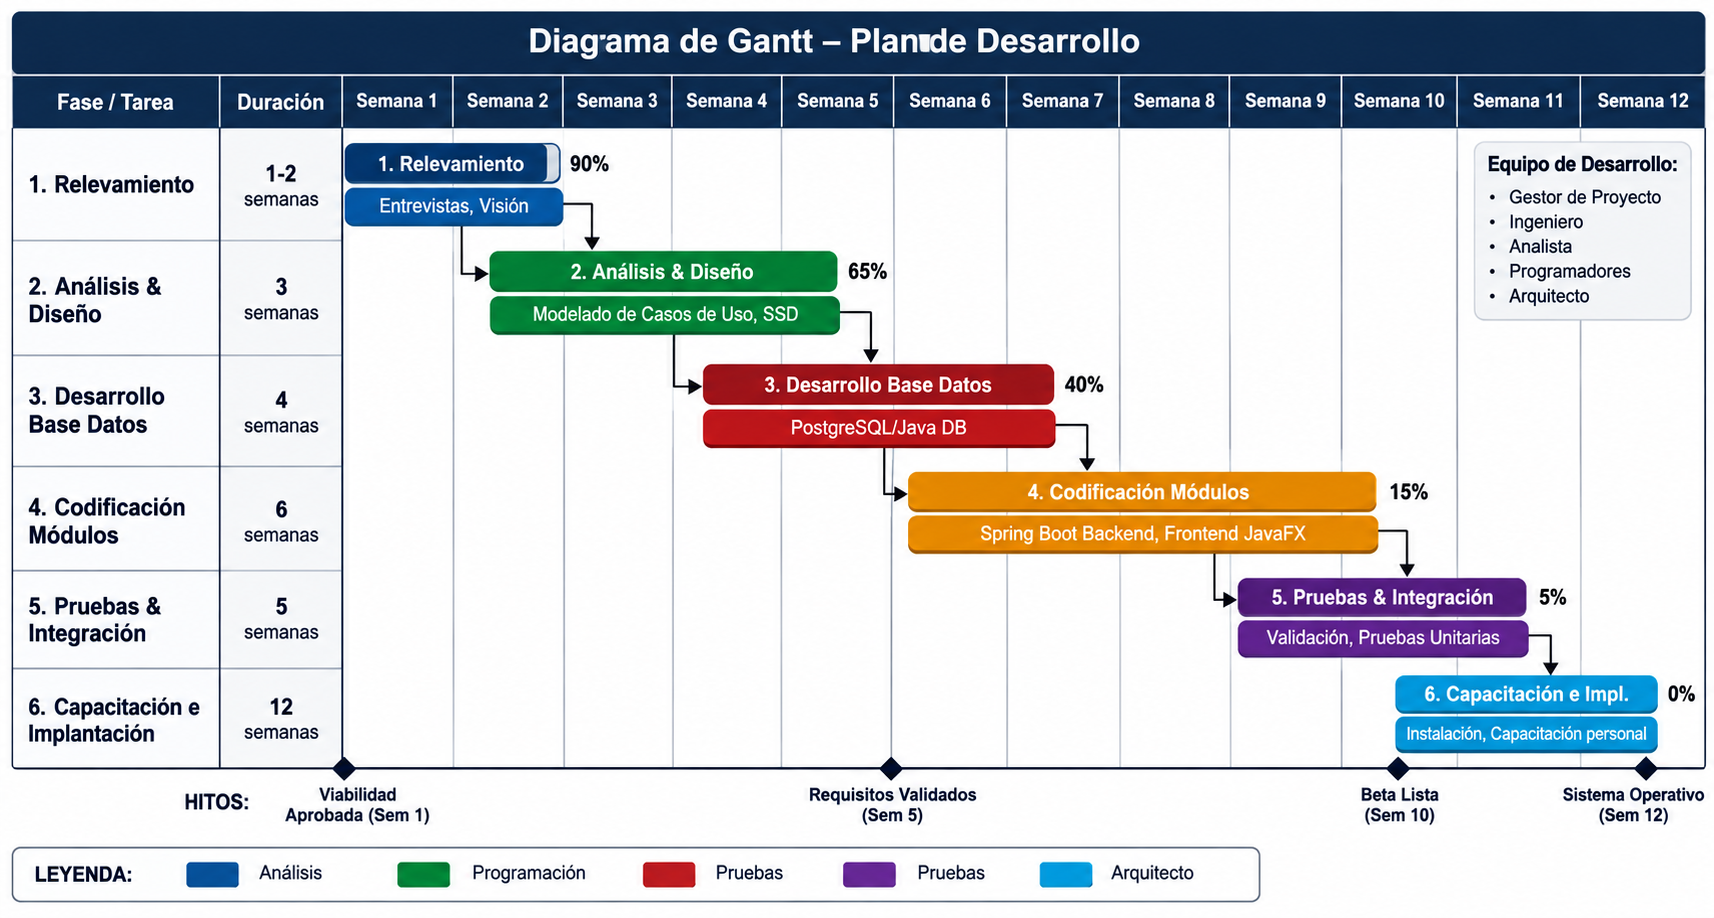 Diagrama de Gantt – Plan de Desarrollo
Fase / Tarea
Duración
Semana 1
Semana 2
Semana 3
Semana 4
Semana 5
Semana 6
Semana 7
Semana 8
Semana 9
Semana 10
Semana 11
Semana 12
1. Relevamiento
1-2
semanas
1. Relevamiento
90%
Entrevistas, Visión
Equipo de Desarrollo:
• Gestor de Proyecto
• Ingeniero
• Analista
• Programadores
• Arquitecto
2. Análisis &
Diseño
3
semanas
2. Análisis & Diseño
65%
Modelado de Casos de Uso, SSD
3. Desarrollo
Base Datos
4
semanas
3. Desarrollo Base Datos
40%
PostgreSQL/Java DB
4. Codificación
Módulos
6
semanas
4. Codificación Módulos
15%
Spring Boot Backend, Frontend JavaFX
5. Pruebas &
Integración
5
semanas
5. Pruebas & Integración
5%
Validación, Pruebas Unitarias
6. Capacitación e
Implantación
12
semanas
6. Capacitación e Impl.
0%
Instalación, Capacitación personal
HITOS:
Viabilidad
Aprobada (Sem 1)
Requisitos Validados
(Sem 5)
Beta Lista
(Sem 10)
Sistema Operativo
(Sem 12)
LEYENDA:
Análisis
Programación
Pruebas
Pruebas
Arquitecto